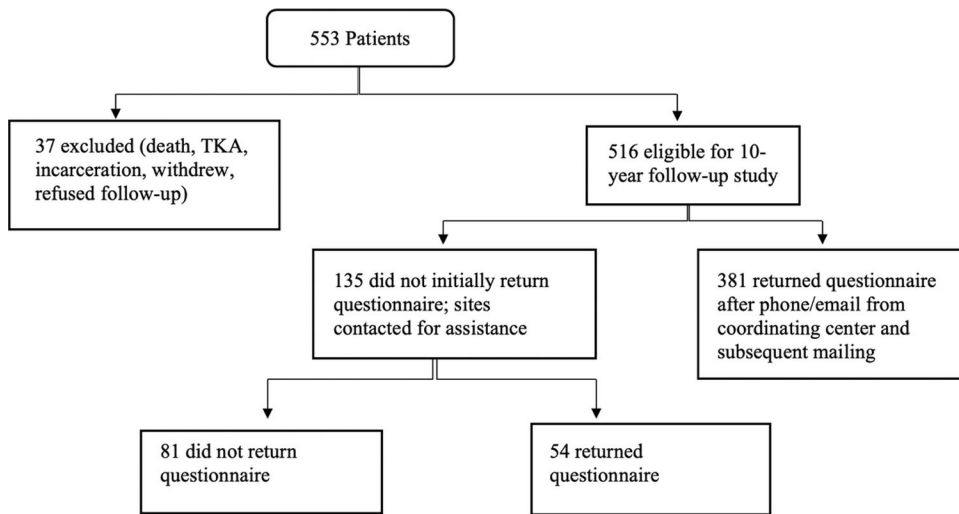 553 Patients
37 excluded (death, TKA,
incarceration, withdrew,
refused follow-up)
516 eligible for 10-
year follow-up study
135 did not initially return
questionnaire; sites
contacted for assistance
381 returned questionnaire
after phone/email from
coordinating center and
subsequent mailing
81 did not return
questionnaire
54 returned
questionnaire